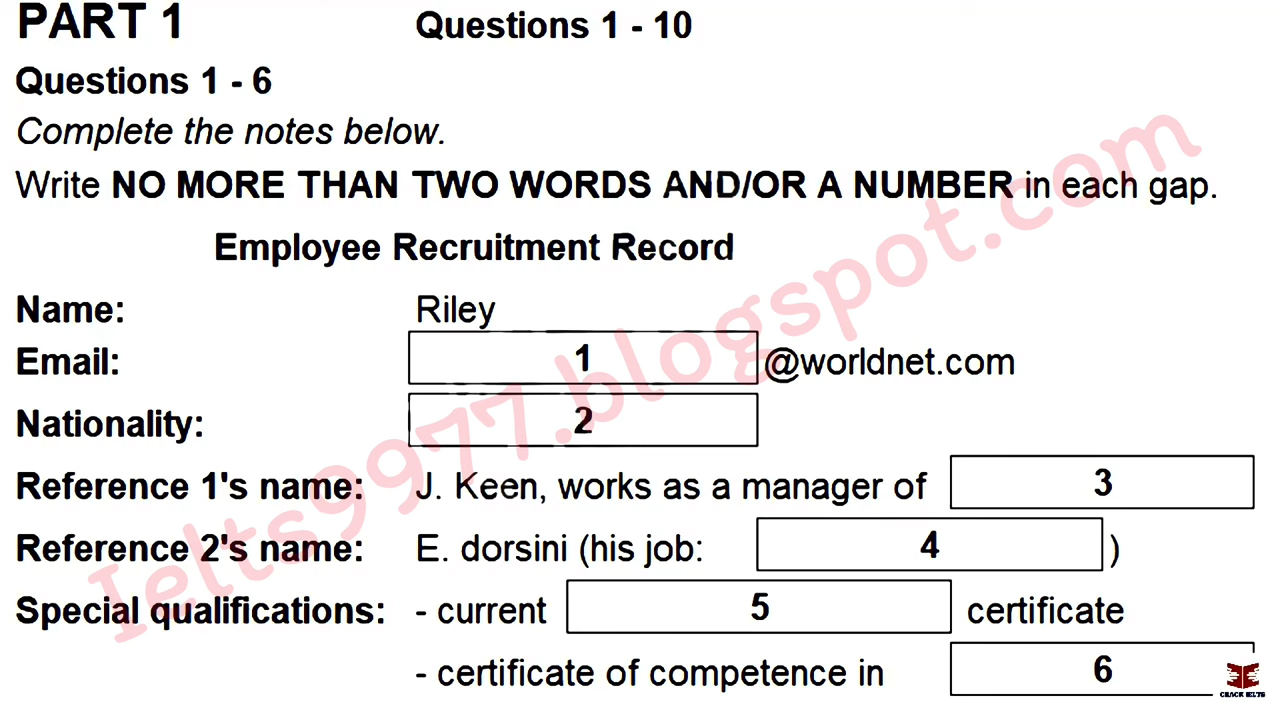 PART 1 Questions 1 - 10
Questions 1 - 6
Complete the notes below.
Write NO MORE THAN TWO WORDS AND/OR A NUMBER in each gap.
Employee Recruitment Record
Name: Riley
Email: 1 @worldnet.com
Nationality: 2
Reference 1's name: J. Keen, works as a manager of 3
Reference 2's name: E. dorsini (his job: 4 )
Special qualifications: - current 5 certificate
- certificate of competence in 6
Ielts9977.blogspot.com
CRACK IELTS